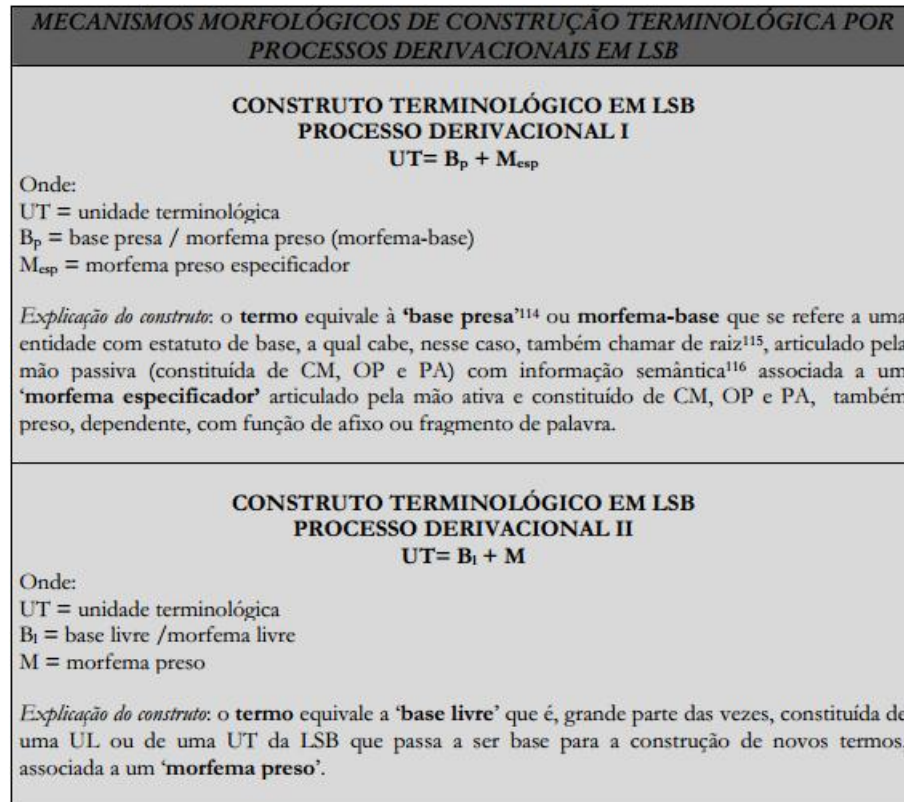 MECANISMOS MORFOLÓGICOS DE CONSTRUÇÃO TERMINOLÓGICA POR
PROCESSOS DERIVACIONAIS EM LSB
CONSTRUTO TERMINOLÓGICO EM LSB
PROCESSO DERIVACIONAL I
UT= Bp + Mesp
Onde:
UT = unidade terminológica
Bp = base presa / morfema preso (morfema-base)
Mesp = morfema preso especificador
Explicação do construto: o termo equivale à ‘base presa’114 ou morfema-base que se refere a uma
entidade com estatuto de base, a qual cabe, nesse caso, também chamar de raiz115, articulado pela
mão passiva (constituída de CM, OP e PA) com informação semântica116 associada a um
‘morfema especificador’ articulado pela mão ativa e constituído de CM, OP e PA, também
preso, dependente, com função de afixo ou fragmento de palavra.
CONSTRUTO TERMINOLÓGICO EM LSB
PROCESSO DERIVACIONAL II
UT= Bl + M
Onde:
UT = unidade terminológica
Bl = base livre /morfema livre
M = morfema preso
Explicação do construto: o termo equivale a ‘base livre’ que é, grande parte das vezes, constituída de
uma UL ou de uma UT da LSB que passa a ser base para a construção de novos termos,
associada a um ‘morfema preso’.